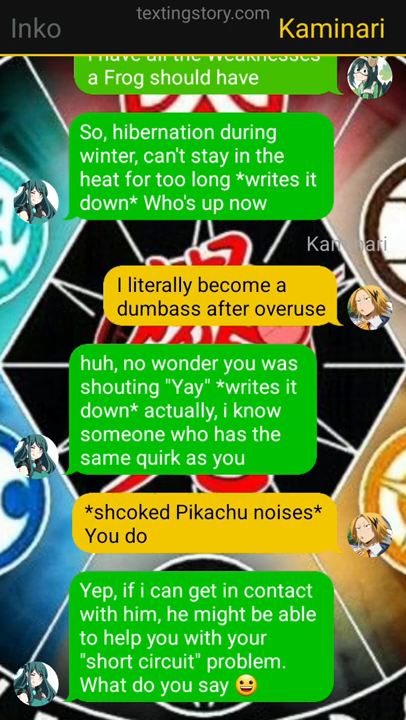 textingstory.com
Inko
Kaminari
I have all the Weaknesses
a Frog should have
So, hibernation during
winter, can't stay in the
heat for too long *writes it
down* Who's up now
Kaminari
I literally become a
dumbass after overuse
huh, no wonder you was
shouting "Yay" *writes it
down* actually, i know
someone who has the
same quirk as you
*shcoked Pikachu noises*
You do
Yep, if i can get in contact
with him, he might be able
to help you with your
"short circuit" problem.
What do you say 😀